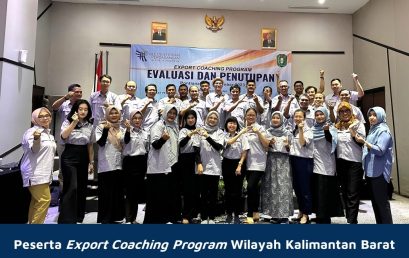 EXPORT COACHING PROGRAM
EVALUASI DAN PENUTUPAN
Peserta Export Coaching Program Wilayah Kalimantan Barat